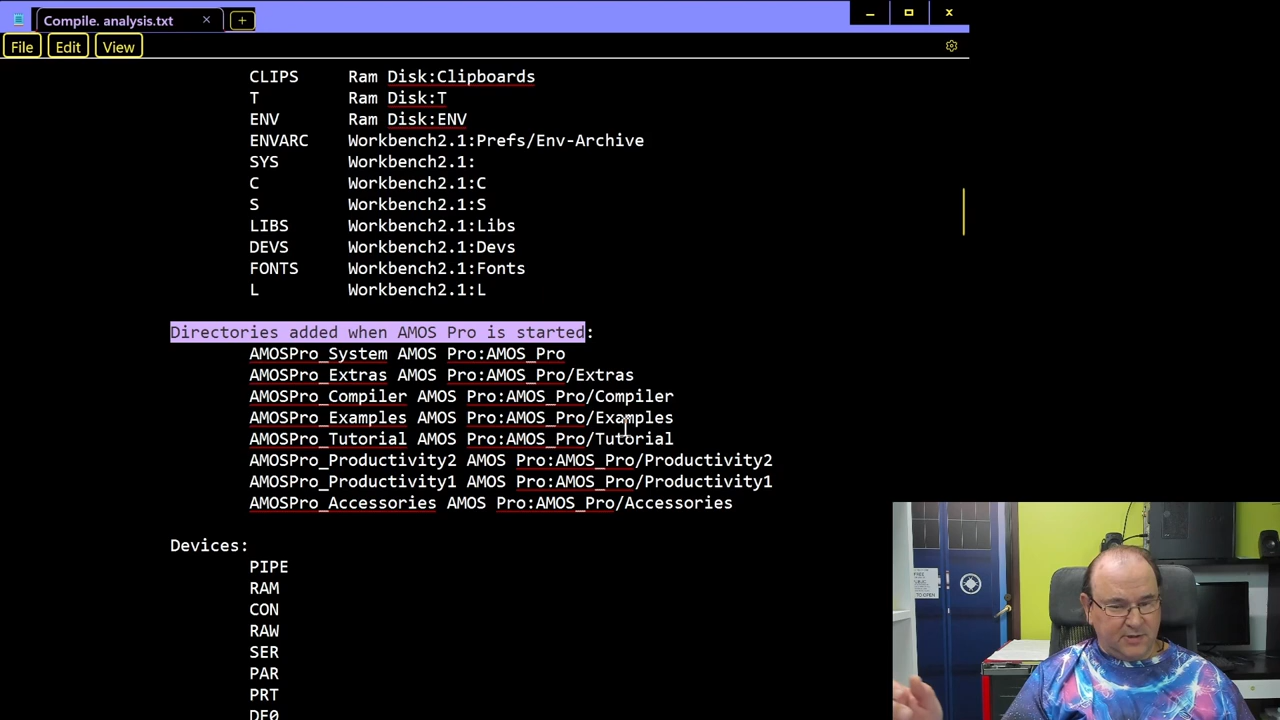 Compile. analysis.txt
File Edit View
CLIPS Ram Disk:Clipboards
T Ram Disk:T
ENV Ram Disk:ENV
ENVARC Workbench2.1:Prefs/Env-Archive
SYS Workbench2.1:
C Workbench2.1:C
S Workbench2.1:S
LIBS Workbench2.1:Libs
DEVS Workbench2.1:Devs
FONTS Workbench2.1:Fonts
L Workbench2.1:L
Directories added when AMOS Pro is started:
AMOSPro_System AMOS Pro:AMOS_Pro
AMOSPro_Extras AMOS Pro:AMOS_Pro/Extras
AMOSPro_Compiler AMOS Pro:AMOS_Pro/Compiler
AMOSPro_Examples AMOS Pro:AMOS_Pro/Examples
AMOSPro_Tutorial AMOS Pro:AMOS_Pro/Tutorial
AMOSPro_Productivity2 AMOS Pro:AMOS_Pro/Productivity2
AMOSPro_Productivity1 AMOS Pro:AMOS_Pro/Productivity1
AMOSPro_Accessories AMOS Pro:AMOS_Pro/Accessories
Devices:
PIPE
RAM
CON
RAW
SER
PAR
PRT
DF0